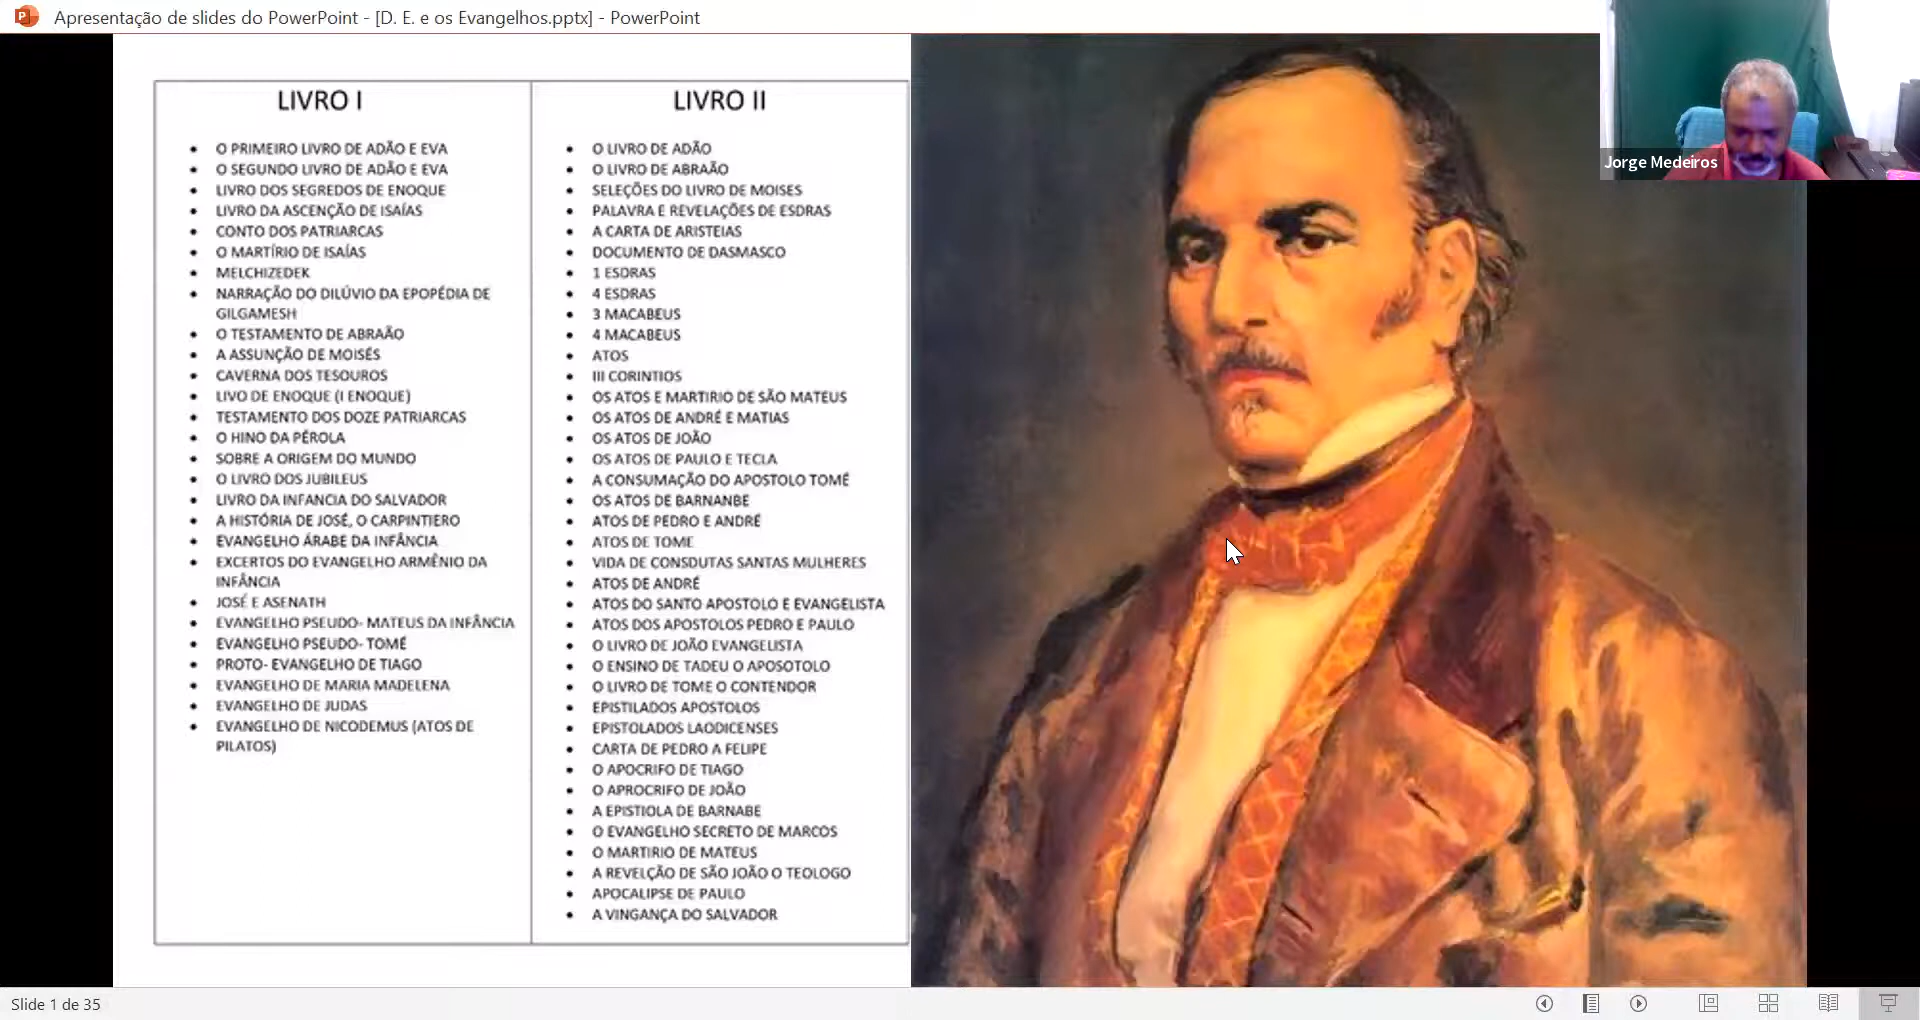 Apresentação de slides do PowerPoint - [D. E. e os Evangelhos.pptx] - PowerPoint
Jorge Medeiros
LIVRO I
O PRIMEIRO LIVRO DE ADÃO E EVA
O SEGUNDO LIVRO DE ADÃO E EVA
LIVRO DOS SEGREDOS DE ENOQUE
LIVRO DA ASCENÇÃO DE ISAÍAS
CONTO DOS PATRIARCAS
O MARTÍRIO DE ISAÍAS
MELCHIZEDEK
NARRAÇÃO DO DILÚVIO DA EPOPÉDIA DE
GILGAMESH
O TESTAMENTO DE ABRAÃO
A ASSUNÇÃO DE MOISÉS
CAVERNA DOS TESOUROS
LIVO DE ENOQUE (I ENOQUE)
TESTAMENTO DOS DOZE PATRIARCAS
O HINO DA PÉROLA
SOBRE A ORIGEM DO MUNDO
O LIVRO DOS JUBILEUS
LIVRO DA INFANCIA DO SALVADOR
A HISTÓRIA DE JOSÉ, O CARPINTIERO
EVANGELHO ÁRABE DA INFÂNCIA
EXCERTOS DO EVANGELHO ARMÊNIO DA
INFÂNCIA
JOSÉ E ASENATH
EVANGELHO PSEUDO- MATEUS DA INFÂNCIA
EVANGELHO PSEUDO- TOMÉ
PROTO- EVANGELHO DE TIAGO
EVANGELHO DE MARIA MADELENA
EVANGELHO DE JUDAS
EVANGELHO DE NICODEMUS (ATOS DE
PILATOS)
LIVRO II
O LIVRO DE ADÃO
O LIVRO DE ABRAÃO
SELEÇÕES DO LIVRO DE MOISES
PALAVRA E REVELAÇÕES DE ESDRAS
A CARTA DE ARISTEIAS
DOCUMENTO DE DASMASCO
1 ESDRAS
4 ESDRAS
3 MACABEUS
4 MACABEUS
ATOS
III CORINTIOS
OS ATOS E MARTIRIO DE SÃO MATEUS
OS ATOS DE ANDRÉ E MATIAS
OS ATOS DE JOÃO
OS ATOS DE PAULO E TECLA
A CONSUMAÇÃO DO APOSTOLO TOMÉ
OS ATOS DE BARNANBE
ATOS DE PEDRO E ANDRÉ
ATOS DE TOME
VIDA DE CONSDUTAS SANTAS MULHERES
ATOS DE ANDRÉ
ATOS DO SANTO APOSTOLO E EVANGELISTA
ATOS DOS APOSTOLOS PEDRO E PAULO
O LIVRO DE JOÃO EVANGELISTA
O ENSINO DE TADEU O APOSOTOLO
O LIVRO DE TOME O CONTENDOR
EPISTILADOS APOSTOLOS
EPISTOLADOS LAODICENSES
CARTA DE PEDRO A FELIPE
O APOCRIFO DE TIAGO
O APROCRIFO DE JOÃO
A EPISTIOLA DE BARNABE
O EVANGELHO SECRETO DE MARCOS
O MARTIRIO DE MATEUS
A REVELÇÃO DE SÃO JOÃO O TEOLOGO
APOCALIPSE DE PAULO
A VINGANÇA DO SALVADOR
Slide 1 de 35